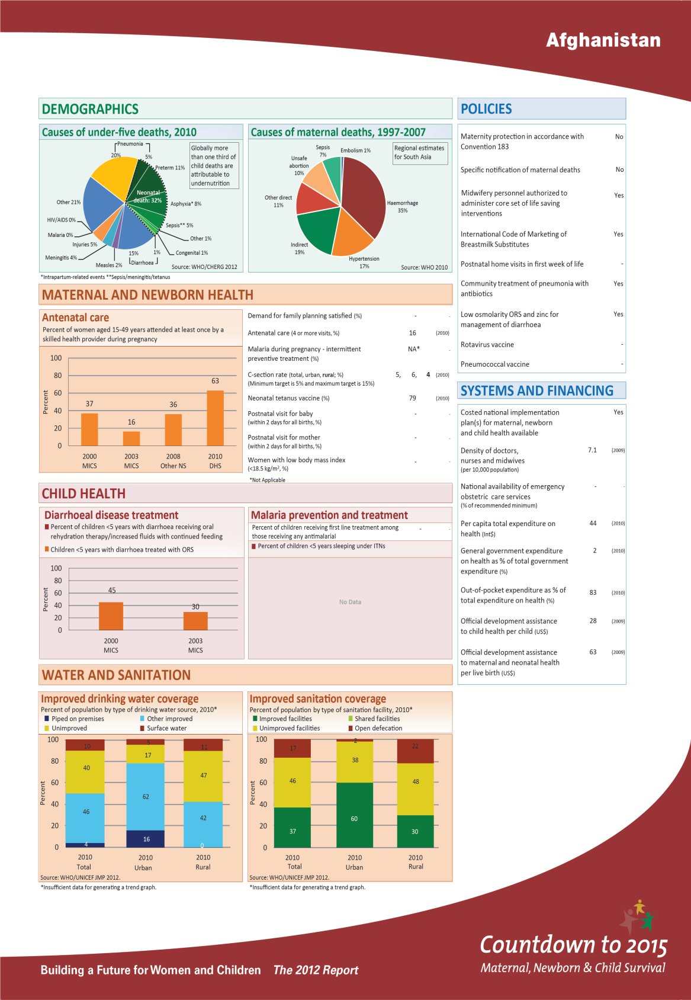 Afghanistan
DEMOGRAPHICS
Causes of under-five deaths, 2010
Pneumonia
20%
5%
Preterm 11%
Neonatal
death: 32%
Asphyxia* 8%
Sepsis** 5%
Other 1%
Congenital 1%
1%
15%
Diarrhoea
Measles 2%
Meningitis 4%
Injuries 5%
Malaria 0%
HIV/AIDS 0%
Other 21%
Globally more
than one third of
child deaths are
attributable to
undernutrition
Source: WHO/CHERG 2012
*Intrapartum-related events **Sepsis/meningitis/tetanus
Causes of maternal deaths, 1997-2007
Regional estimates
for South Asia
Sepsis
7%
Embolism 1%
Unsafe
abortion
10%
Other direct
11%
Haemorrhage
35%
Indirect
19%
Hypertension
17%
Source: WHO 2010
MATERNAL AND NEWBORN HEALTH
Antenatal care
Percent of women aged 15-49 years attended at least once by a
skilled health provider during pregnancy
Percent
100
80
60
40
20
0
37
16
36
63
2000 2003 2008 2010
MICS MICS Other NS DHS
Demand for family planning satisfied (%) - -
Antenatal care (4 or more visits, %) 16 (2010)
Malaria during pregnancy - intermittent NA* -
preventive treatment (%)
C-section rate (total, urban, rural; %) 5, 6, 4 (2010)
(Minimum target is 5% and maximum target is 15%)
Neonatal tetanus vaccine (%) 79 (2010)
Postnatal visit for baby - -
(within 2 days for all births, %)
Postnatal visit for mother - -
(within 2 days for all births, %)
Women with low body mass index - -
(<18.5 kg/m², %)
*Not Applicable
CHILD HEALTH
Diarrhoeal disease treatment
Percent of children <5 years with diarrhoea receiving oral
rehydration therapy/increased fluids with continued feeding
Children <5 years with diarrhoea treated with ORS
Percent
100
80
60
40
20
0
45
30
2000 2003
MICS MICS
Malaria prevention and treatment
Percent of children receiving first line treatment among - -
those receiving any antimalarial
Percent of children <5 years sleeping under ITNs
No Data
WATER AND SANITATION
Improved drinking water coverage
Percent of population by type of drinking water source, 2010*
Piped on premises Other improved
Unimproved Surface water
Percent
100
80
60
40
20
0
10
40
46
4
5
17
62
16
11
47
42
0
2010 2010 2010
Total Urban Rural
Source: WHO/UNICEF JMP 2012.
*Insufficient data for generating a trend graph.
Improved sanitation coverage
Percent of population by type of sanitation facility, 2010*
Improved facilities Shared facilities
Unimproved facilities Open defecation
Percent
100
80
60
40
20
0
17
46
37
2
38
60
22
48
30
2010 2010 2010
Total Urban Rural
Source: WHO/UNICEF JMP 2012.
*Insufficient data for generating a trend graph.
POLICIES
Maternity protection in accordance with No
Convention 183
Specific notification of maternal deaths No
Midwifery personnel authorized to Yes
administer core set of life saving
interventions
International Code of Marketing of Yes
Breastmilk Substitutes
Postnatal home visits in first week of life -
Community treatment of pneumonia with Yes
antibiotics
Low osmolarity ORS and zinc for Yes
management of diarrhoea
Rotavirus vaccine -
Pneumococcal vaccine -
SYSTEMS AND FINANCING
Costed national implementation Yes
plan(s) for maternal, newborn
and child health available
Density of doctors, 7.1 (2009)
nurses and midwives
(per 10,000 population)
National availability of emergency - -
obstetric care services
(% of recommended minimum)
Per capita total expenditure on 44 (2010)
health (Int$)
General government expenditure 2 (2010)
on health as % of total government
expenditure (%)
Out-of-pocket expenditure as % of 83 (2010)
total expenditure on health (%)
Official development assistance 28 (2009)
to child health per child (US$)
Official development assistance 63 (2009)
to maternal and neonatal health
per live birth (US$)
Building a Future for Women and Children The 2012 Report
Countdown to 2015
Maternal, Newborn & Child Survival